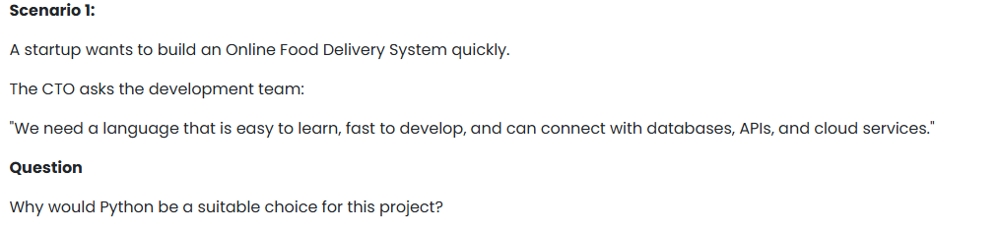 Scenario 1:
A startup wants to build an Online Food Delivery System quickly.
The CTO asks the development team:
"We need a language that is easy to learn, fast to develop, and can connect with databases, APIs, and cloud services."
Question
Why would Python be a suitable choice for this project?